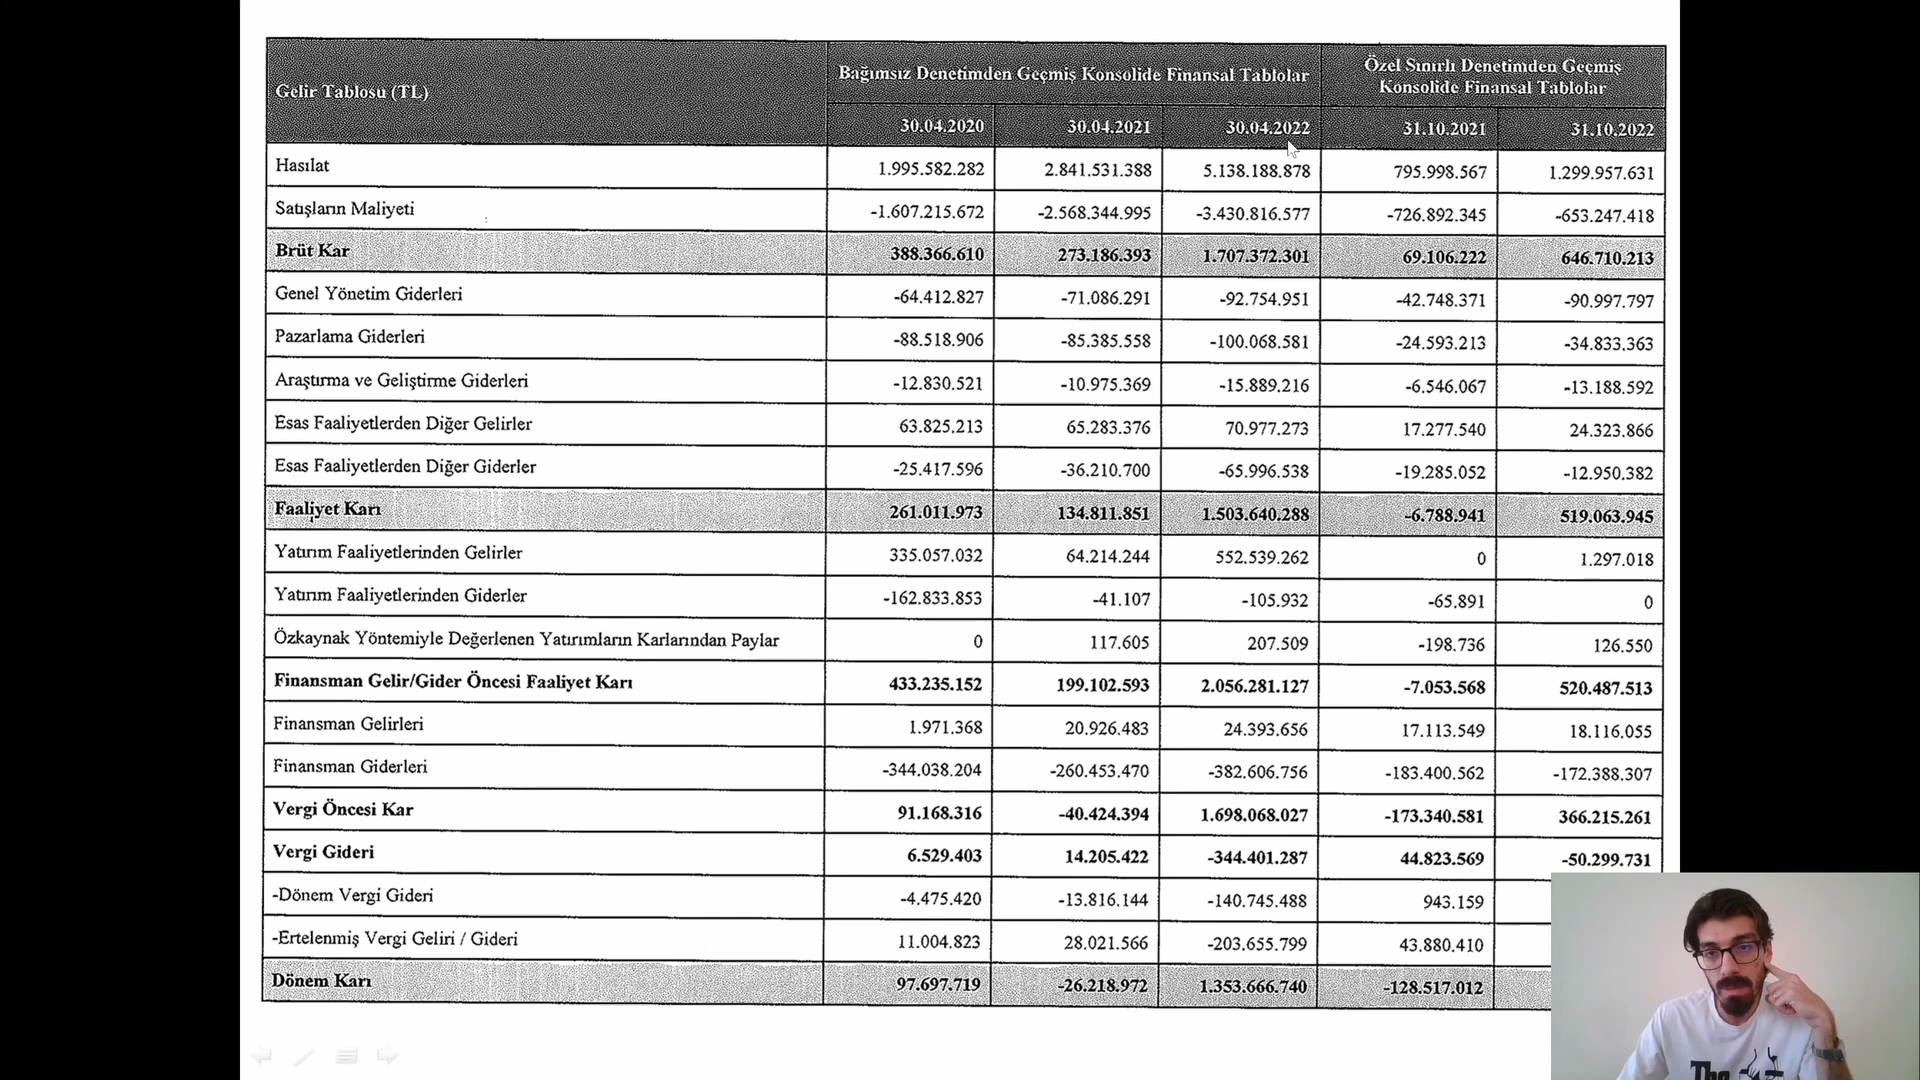 Gelir Tablosu (TL) Bağımsız Denetimden Geçmiş Konsolide Finansal Tablolar Özel Sınırlı Denetimden Geçmiş Konsolide Finansal Tablolar
30.04.2020 30.04.2021 30.04.2022 31.10.2021 31.10.2022
Hasılat 1.995.582.282 2.841.531.388 5.138.188.878 795.998.567 1.299.957.631
Satışların Maliyeti -1.607.215.672 -2.568.344.995 -3.430.816.577 -726.892.345 -653.247.418
Brüt Kar 388.366.610 273.186.393 1.707.372.301 69.106.222 646.710.213
Genel Yönetim Giderleri -64.412.827 -71.086.291 -92.754.951 -42.748.371 -90.997.797
Pazarlama Giderleri -88.518.906 -85.385.558 -100.068.581 -24.593.213 -34.833.363
Araştırma ve Geliştirme Giderleri -12.830.521 -10.975.369 -15.889.216 -6.546.067 -13.188.592
Esas Faaliyetlerden Diğer Gelirler 63.825.213 65.283.376 70.977.273 17.277.540 24.323.866
Esas Faaliyetlerden Diğer Giderler -25.417.596 -36.210.700 -65.996.538 -19.285.052 -12.950.382
Faaliyet Karı 261.011.973 134.811.851 1.503.640.288 -6.788.941 519.063.945
Yatırım Faaliyetlerinden Gelirler 335.057.032 64.214.244 552.539.262 0 1.297.018
Yatırım Faaliyetlerinden Giderler -162.833.853 -41.107 -105.932 -65.891 0
Özkaynak Yöntemiyle Değerlenen Yatırımların Karlarından Paylar 0 117.605 207.509 -198.736 126.550
Finansman Gelir/Gider Öncesi Faaliyet Karı 433.235.152 199.102.593 2.056.281.127 -7.053.568 520.487.513
Finansman Gelirleri 1.971.368 20.926.483 24.393.656 17.113.549 18.116.055
Finansman Giderleri -344.038.204 -260.453.470 -382.606.756 -183.400.562 -172.388.307
Vergi Öncesi Kar 91.168.316 -40.424.394 1.698.068.027 -173.340.581 366.215.261
Vergi Gideri 6.529.403 14.205.422 -344.401.287 44.823.569 -50.299.731
-Dönem Vergi Gideri -4.475.420 -13.816.144 -140.745.488 943.159
-Ertelenmiş Vergi Geliri / Gideri 11.004.823 28.021.566 -203.655.799 43.880.410
Dönem Karı 97.697.719 -26.218.972 1.353.666.740 -128.517.012
The